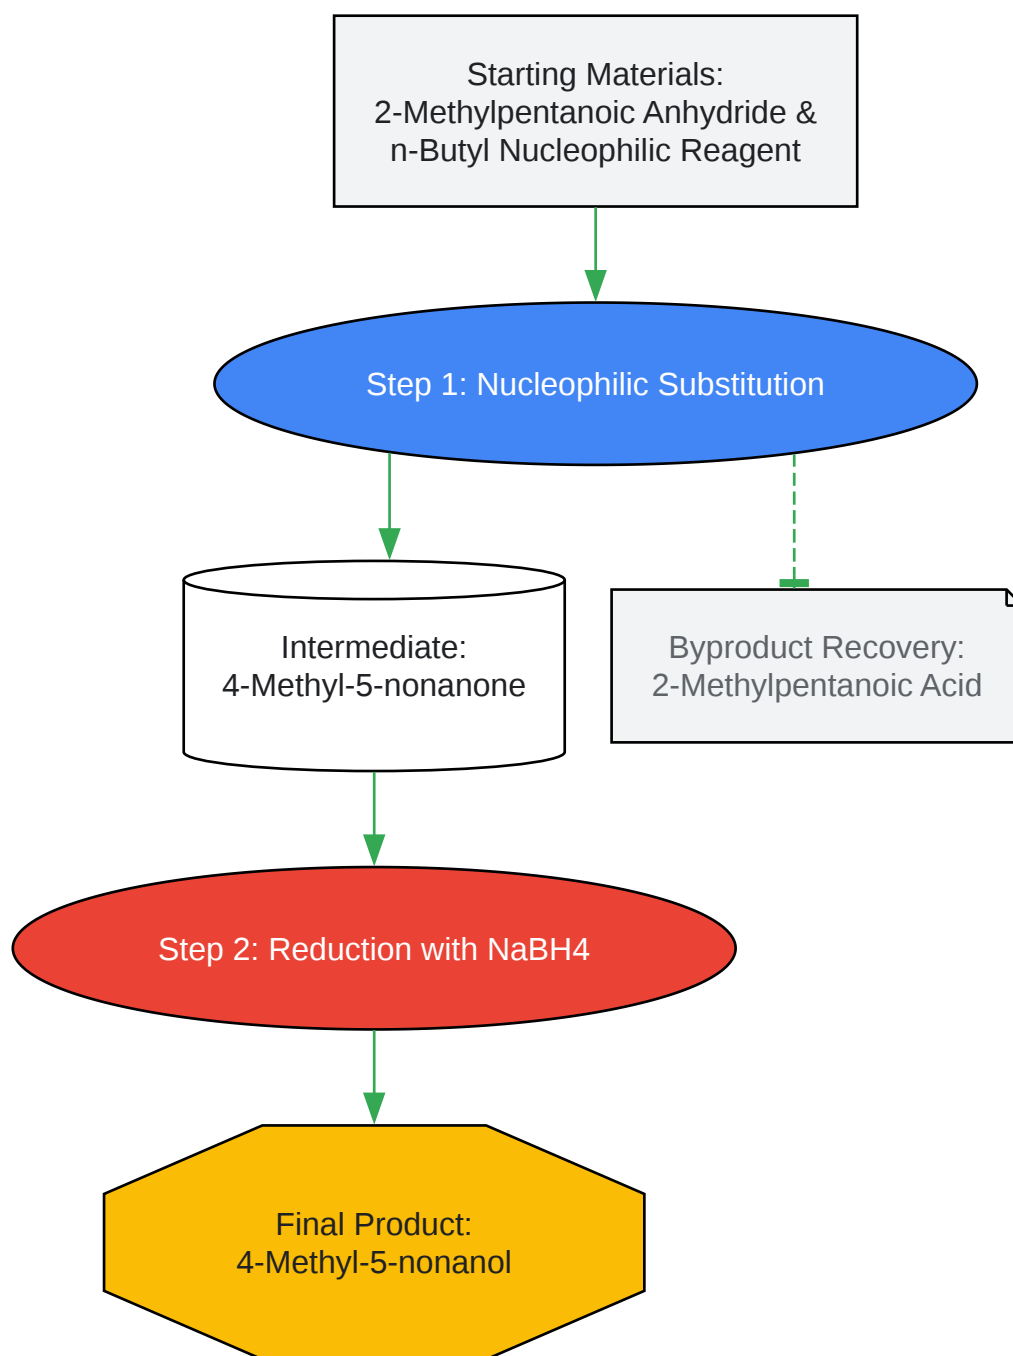 Starting Materials:
2-Methylpentanoic Anhydride &
n-Butyl Nucleophilic Reagent
Step 1: Nucleophilic Substitution
Intermediate:
4-Methyl-5-nonanone
Byproduct Recovery:
2-Methylpentanoic Acid
Step 2: Reduction with NaBH4
Final Product:
4-Methyl-5-nonanol